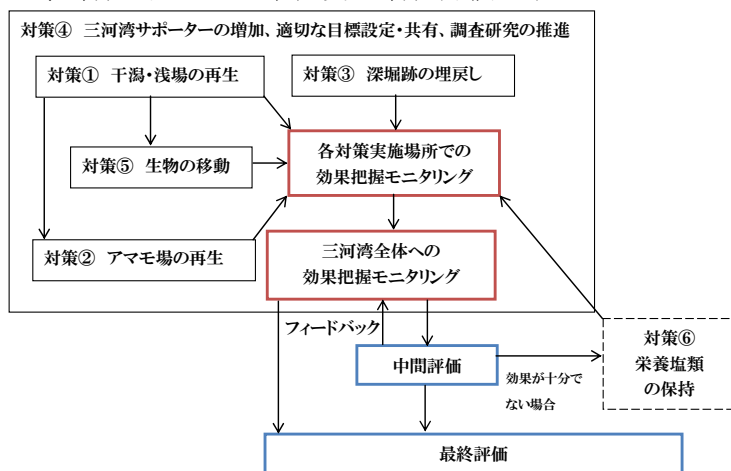 対策④ 三河湾サポーターの増加、適切な目標設定・共有、調査研究の推進
対策① 干潟・浅場の再生
対策③ 深堀跡の埋戻し
各対策実施場所での
効果把握モニタリング
対策⑤ 生物の移動
対策② アマモ場の再生
三河湾全体への
効果把握モニタリング
フィードバック
対策⑥
栄養塩類
の保持
中間評価
効果が十分で
ない場合
最終評価